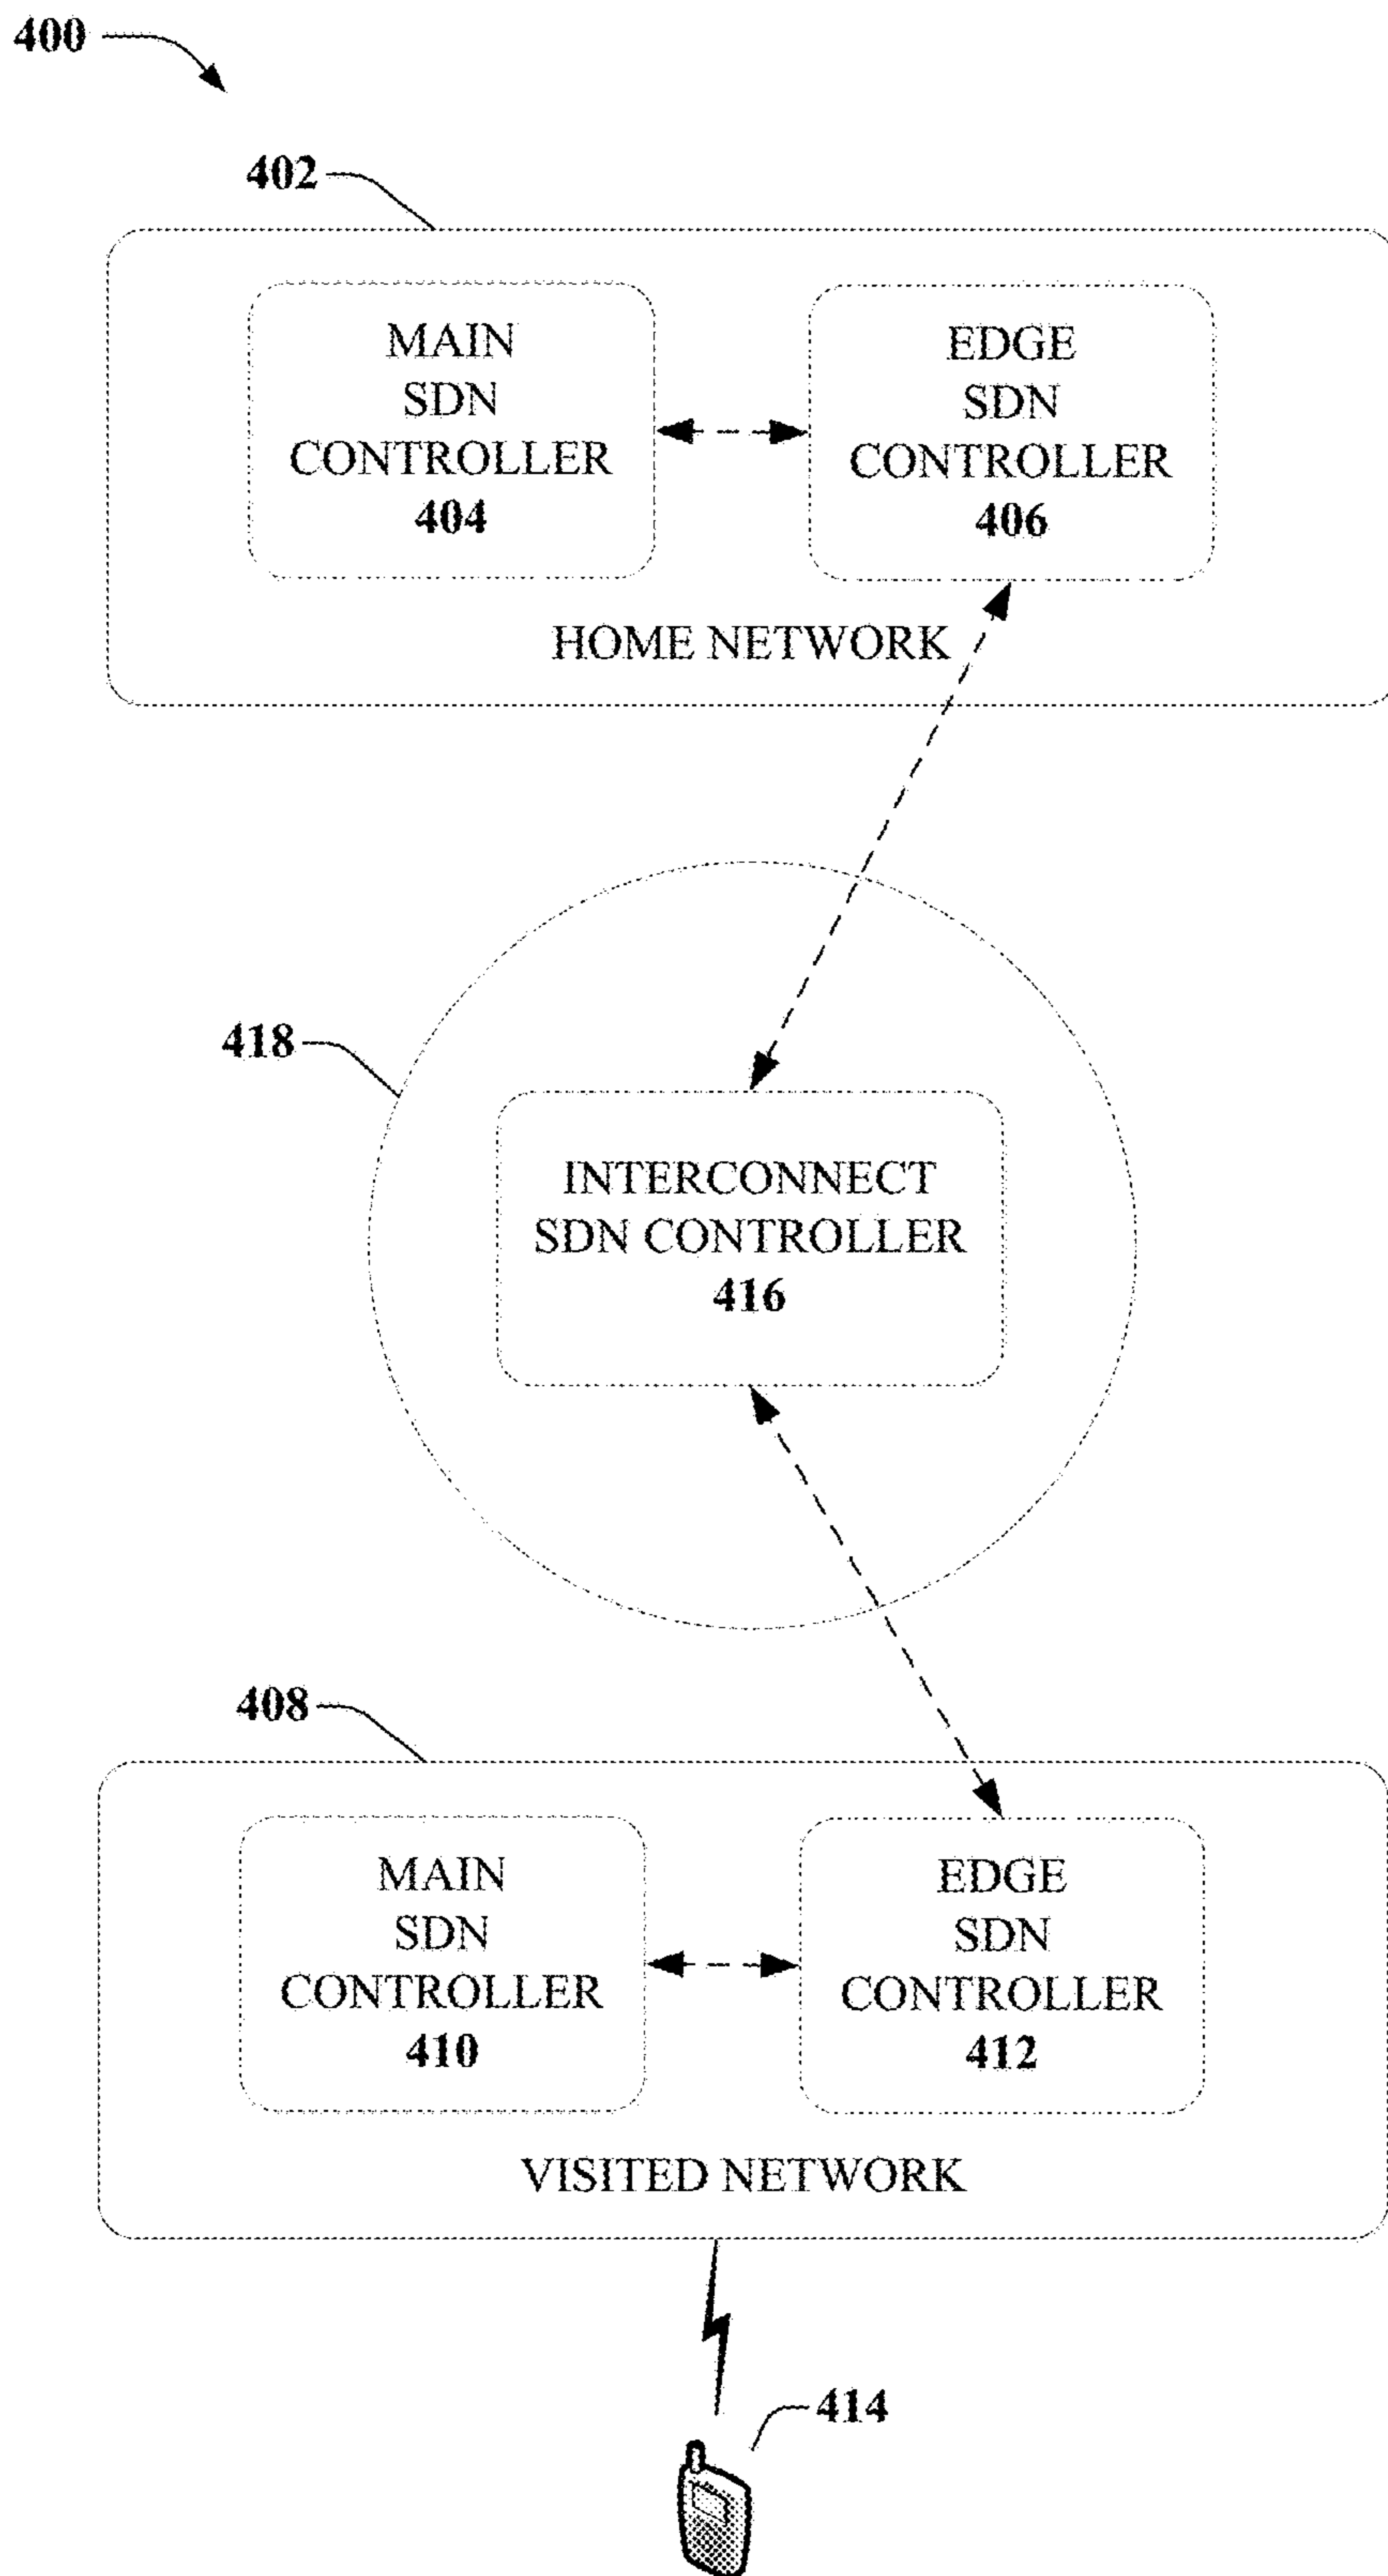 400
402
MAIN
SDN
CONTROLLER
404
EDGE
SDN
CONTROLLER
406
HOME NETWORK
418
INTERCONNECT
SDN CONTROLLER
416
408
MAIN
SDN
CONTROLLER
410
EDGE
SDN
CONTROLLER
412
VISITED NETWORK
414